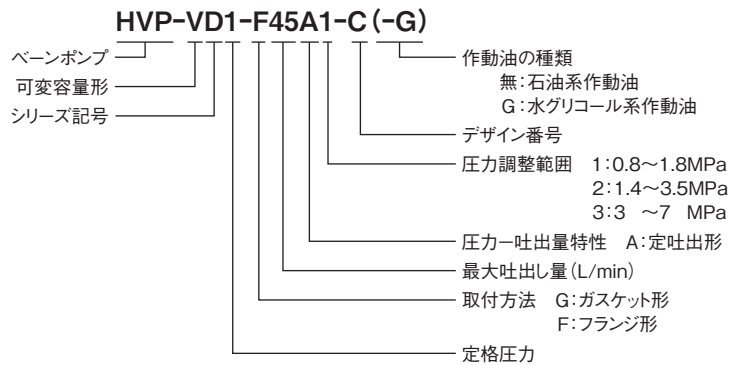 HVP-VD1-F45A1-C(-G)
ベーンポンプ
可変容量形
シリーズ記号
作動油の種類
無:石油系作動油
G:水グリコール系作動油
デザイン番号
圧力調整範囲 1:0.8～1.8MPa
2:1.4～3.5MPa
3:3 ～7 MPa
圧力ー吐出量特性 A:定吐出形
最大吐出し量(L/min)
取付方法 G:ガスケット形
F:フランジ形
定格圧力